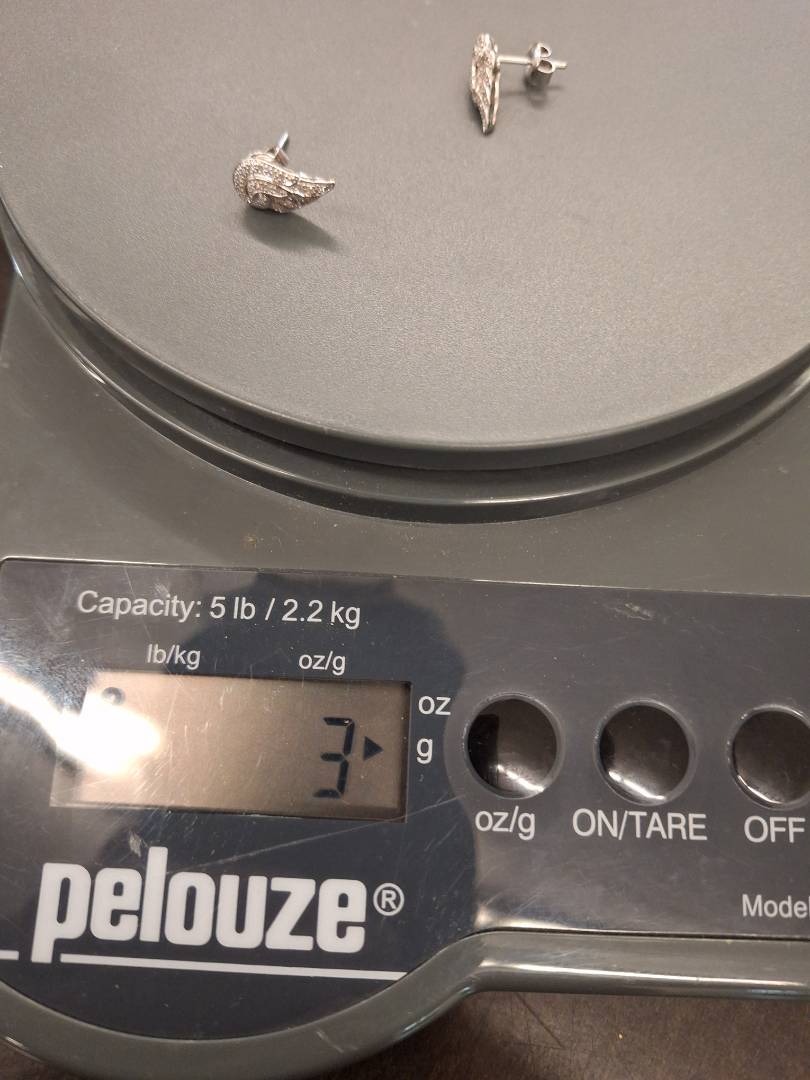 Capacity: 5 lb / 2.2 kg
lb/kg oz/g
oz
3 g
oz/g ON/TARE OFF
Model
pelouze®